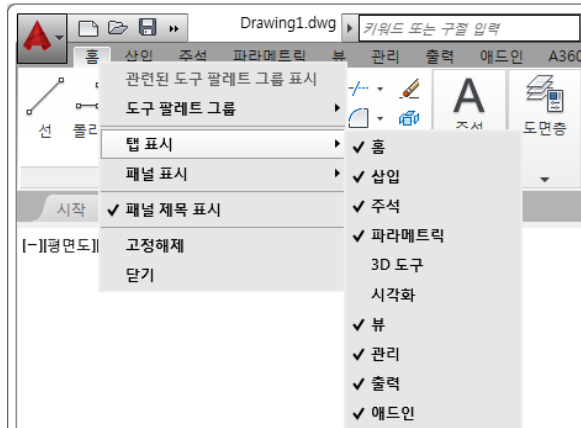 Drawing1.dwg 키워드 또는 구절 입력
홈 삽입 주석 파라메트릭 뷰 관리 출력 애드인 A360
선
주석 도면층
관련된 도구 팔레트 그룹 표시
도구 팔레트 그룹
탭 표시
패널 표시
패널 제목 표시
고정해제
닫기
홈
삽입
주석
파라메트릭
3D 도구
시각화
뷰
관리
출력
애드인
시작
[-][평면도]